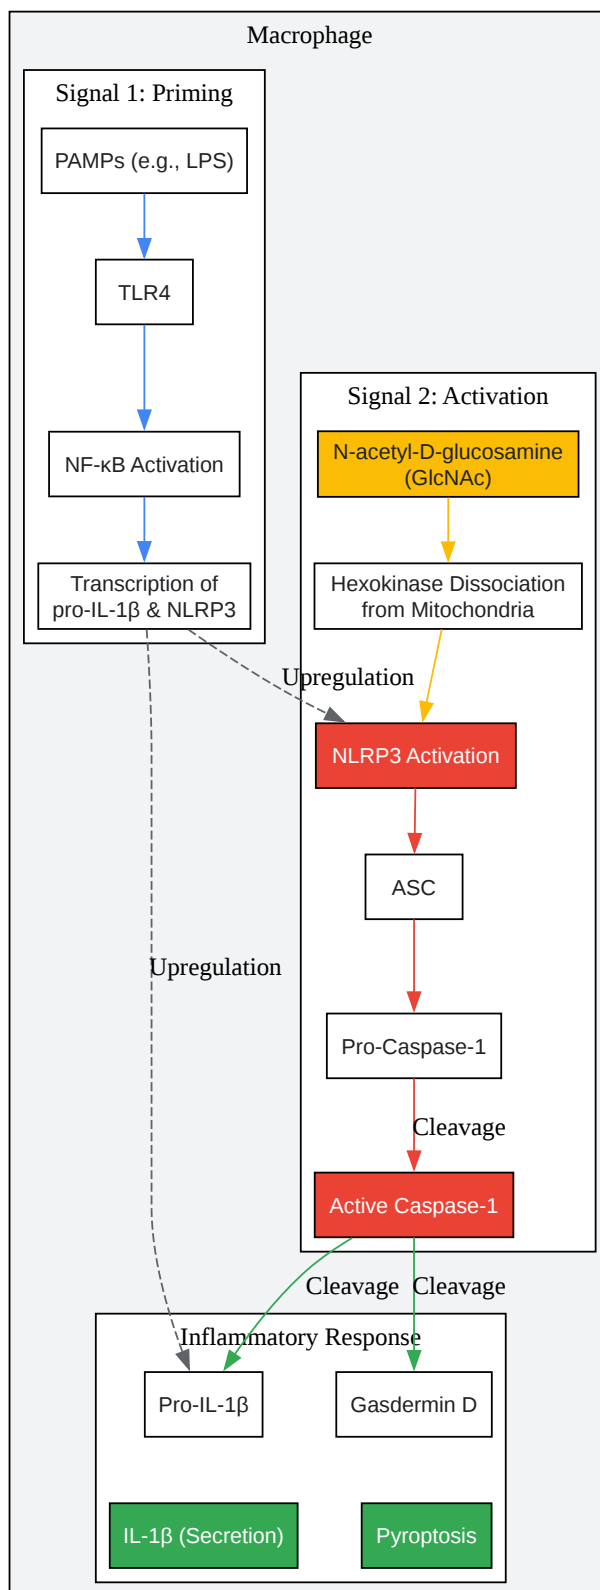 Macrophage
Signal 1: Priming
PAMPs (e.g., LPS)
TLR4
NF-κB Activation
Transcription of
pro-IL-1β & NLRP3
Signal 2: Activation
N-acetyl-D-glucosamine
(GlcNAc)
Hexokinase Dissociation
from Mitochondria
Upregulation
NLRP3 Activation
ASC
Upregulation
Pro-Caspase-1
Cleavage
Active Caspase-1
Cleavage
Cleavage
Inflammatory Response
Pro-IL-1β
Gasdermin D
IL-1β (Secretion)
Pyroptosis